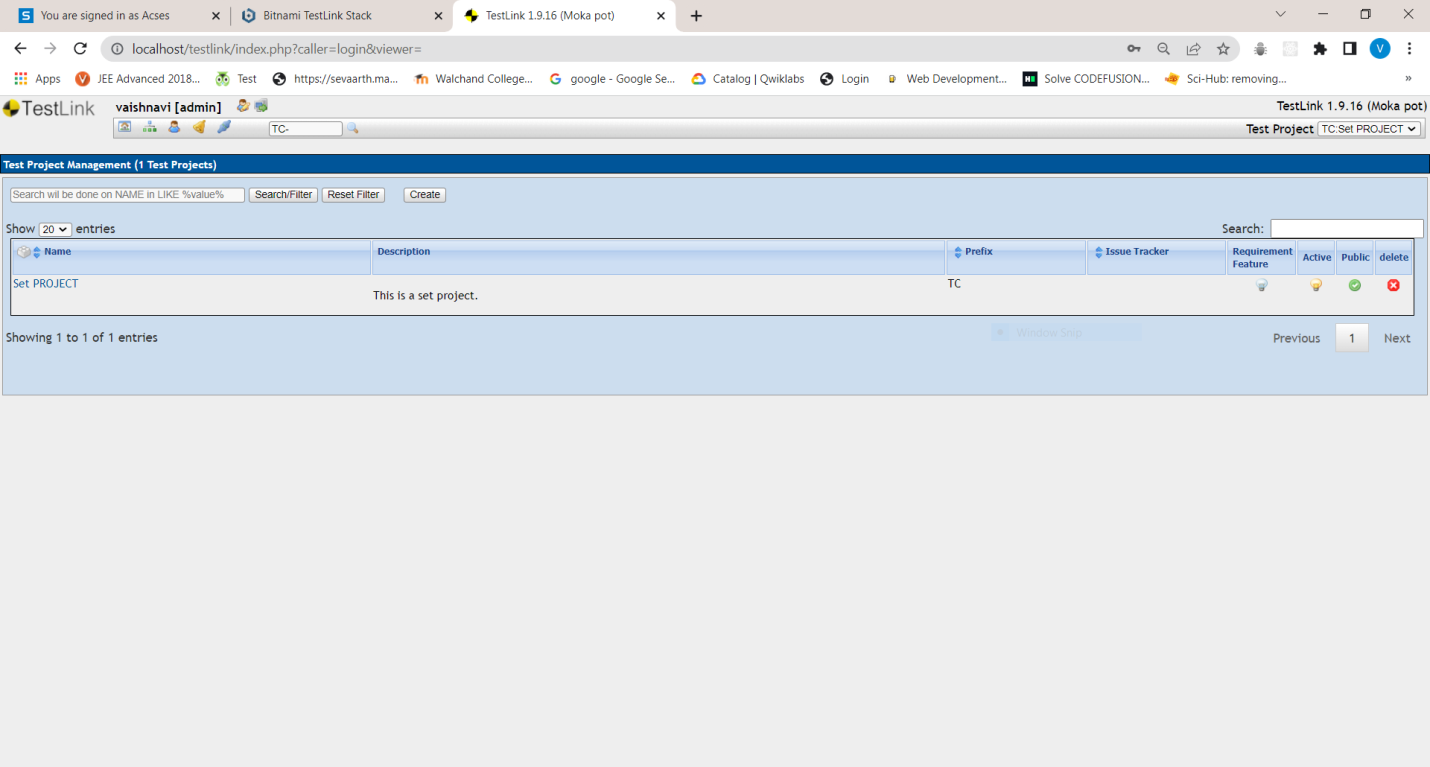 You are signed in as Acses
Bitnami TestLink Stack
TestLink 1.9.16 (Moka pot)
localhost/testlink/index.php?caller=login&viewer=
V
Apps
JEE Advanced 2018...
Test
https://sevaarth.ma...
Walchand College...
google - Google Se...
Catalog | Qwiklabs
Login
Web Development...
Solve CODEFUSION...
Sci-Hub: removing...
»
TestLink
vaishnavi [admin]
TestLink 1.9.16 (Moka pot)
TC-
Test Project TC:Set PROJECT
Test Project Management (1 Test Projects)
Search wil be done on NAME in LIKE %value% Search/Filter Reset Filter Create
Show 20 entries
Search:
Name Description Prefix Issue Tracker Requirement Feature Active Public delete
Set PROJECT
This is a set project.
TC
Window Snip
Showing 1 to 1 of 1 entries
Previous 1 Next